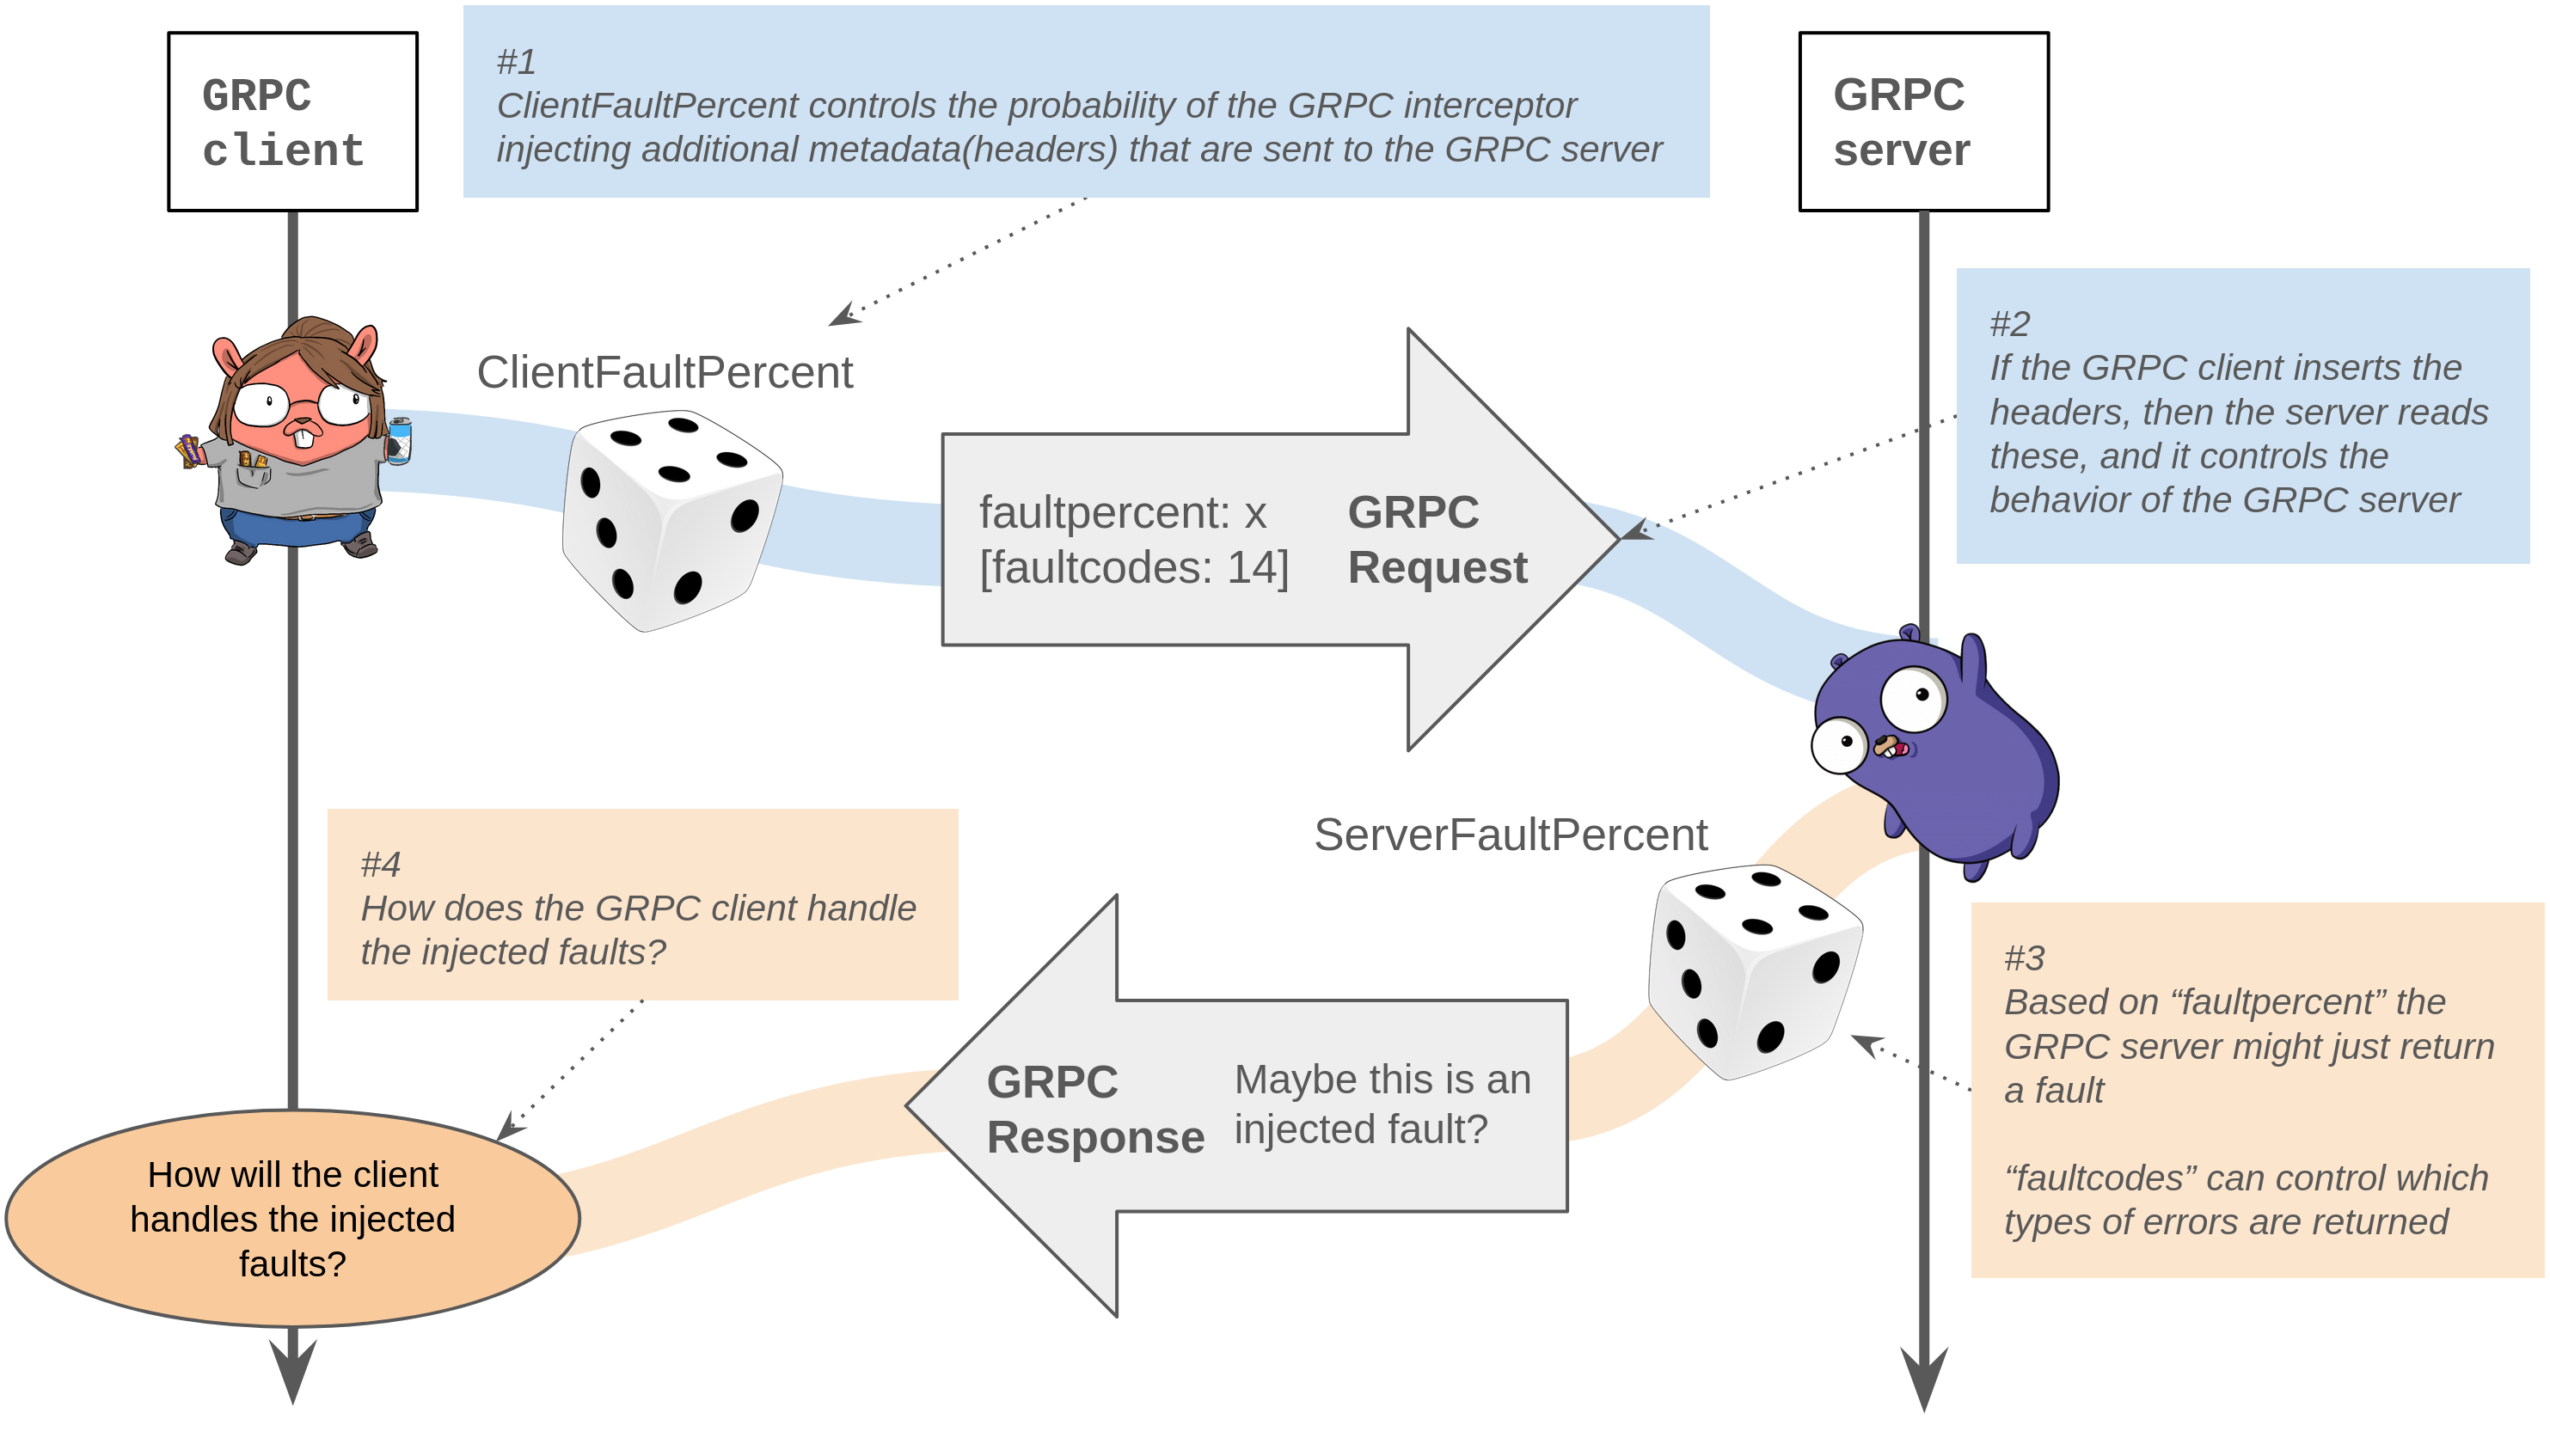 GRPC
client
#1
ClientFaultPercent controls the probability of the GRPC interceptor
injecting additional metadata(headers) that are sent to the GRPC server
GRPC
server
#2
If the GRPC client inserts the
headers, then the server reads
these, and it controls the
behavior of the GRPC server
ClientFaultPercent
faultpercent: x
[faultcodes: 14]
GRPC
Request
ServerFaultPercent
#3
Based on “faultpercent” the
GRPC server might just return
a fault
“faultcodes” can control which
types of errors are returned
GRPC
Response
Maybe this is an
injected fault?
#4
How does the GRPC client handle
the injected faults?
How will the client
handles the injected
faults?